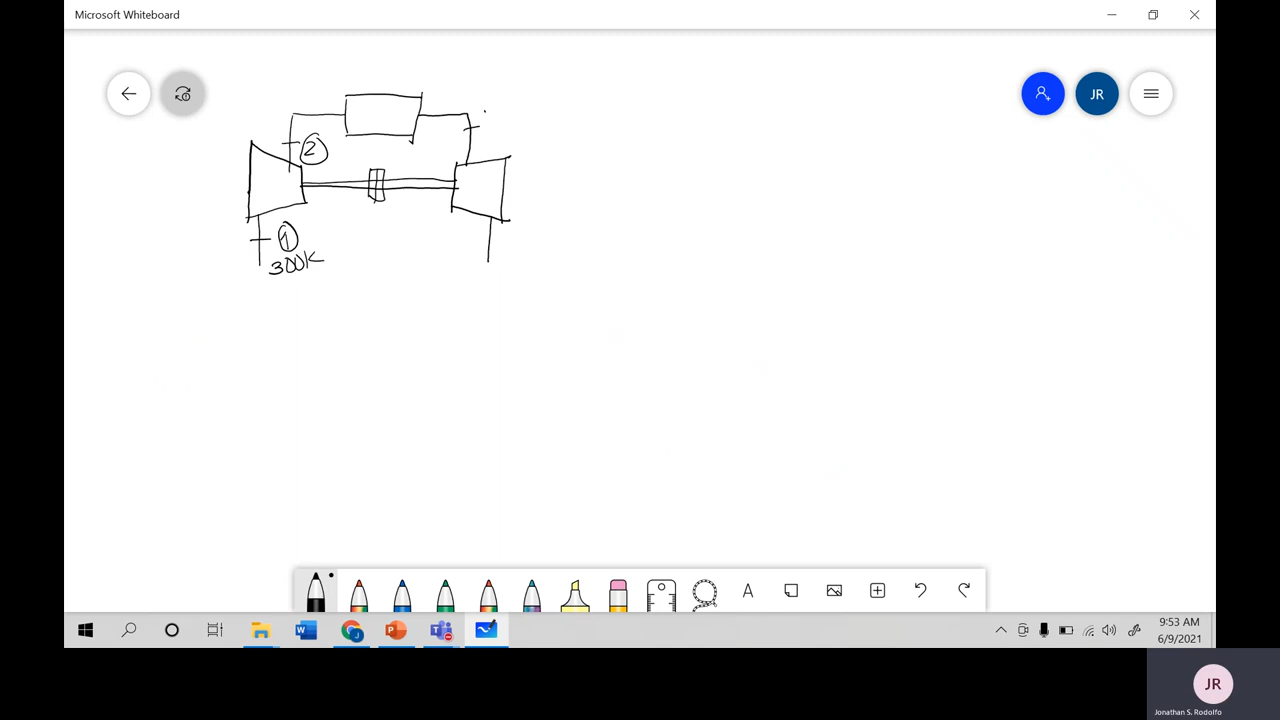 Microsoft Whiteboard
JR
2
1
300K
A
9:53 AM
6/9/2021
JR
Jonathan S. Rodolfo